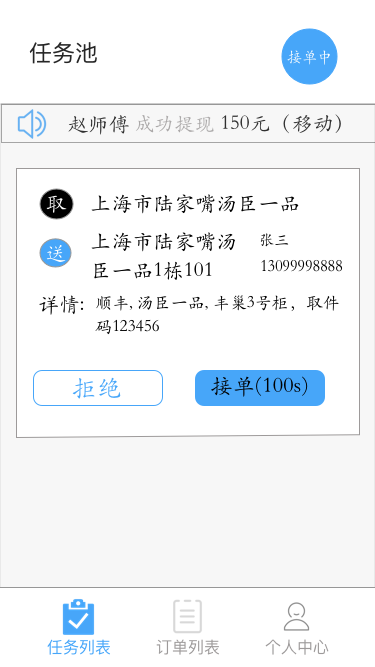 任务池
接单中
赵师傅 成功提现 150元（移动）
取 上海市陆家嘴汤臣一品
送 上海市陆家嘴汤 张三
臣一品1栋101 13099998888
详情: 顺丰, 汤臣一品, 丰巢3号柜，取件
码123456
拒绝 接单(100s)
任务列表 订单列表 个人中心